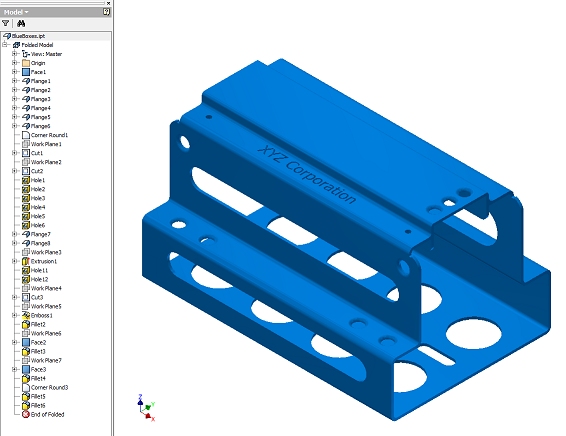 Model
BlueBoxes.ipt
Folded Model
View: Master
Origin
Face1
Flange1
Flange2
Flange3
Flange4
Flange5
Flange6
Corner Round1
Work Plane1
Cut1
Work Plane2
Cut2
Hole1
Hole2
Hole3
Hole4
Hole5
Hole6
Flange7
Flange8
Work Plane3
Extrusion1
Hole11
Hole12
Work Plane4
Cut3
Work Plane5
Emboss1
Fillet2
Work Plane6
Face2
Fillet3
Work Plane7
Face3
Fillet4
Corner Round3
Fillet5
Fillet6
End of Folded
XYZ Corporation
Z
Y
X